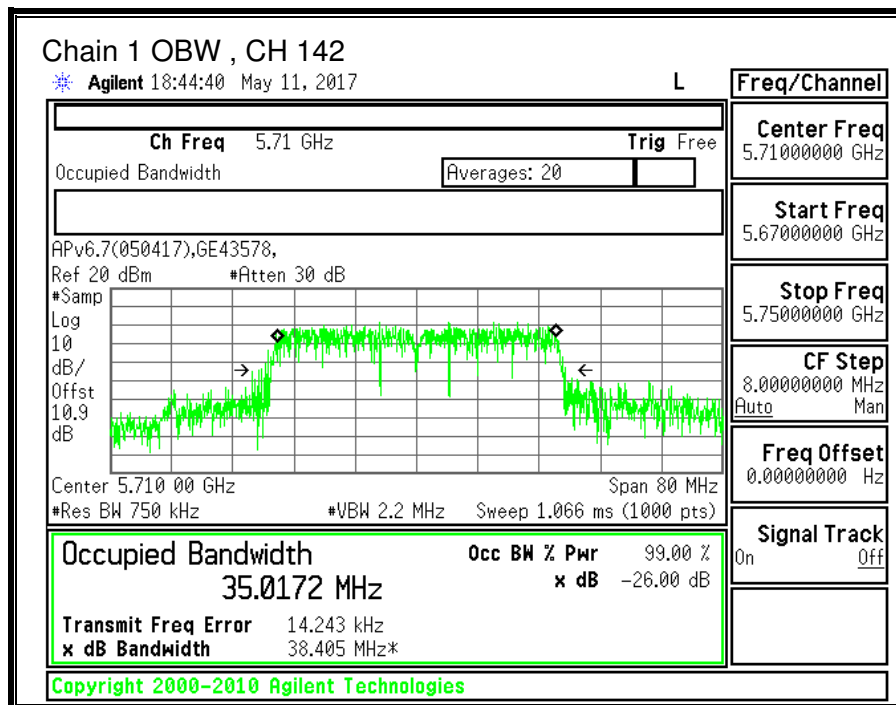 Chain 1 OBW , CH 142
Agilent 18:44:40 May 11, 2017 L
Freq/Channel
Ch Freq 5.71 GHz Trig Free
Occupied Bandwidth Averages: 20
APv6.7(050417),GE43578,
Ref 20 dBm #Atten 30 dB
#Samp
Log
10
dB/
Offst
10.9
dB
Center 5.710 00 GHz Span 80 MHz
#Res BW 750 kHz #VBW 2.2 MHz Sweep 1.066 ms (1000 pts)
Occupied Bandwidth Occ BW % Pwr 99.00 %
35.0172 MHz x dB -26.00 dB
Transmit Freq Error 14.243 kHz
x dB Bandwidth 38.405 MHz*
Copyright 2000-2010 Agilent Technologies
Center Freq
5.71000000 GHz
Start Freq
5.67000000 GHz
Stop Freq
5.75000000 GHz
CF Step
8.00000000 MHz
Auto Man
Freq Offset
0.00000000 Hz
Signal Track
On Off